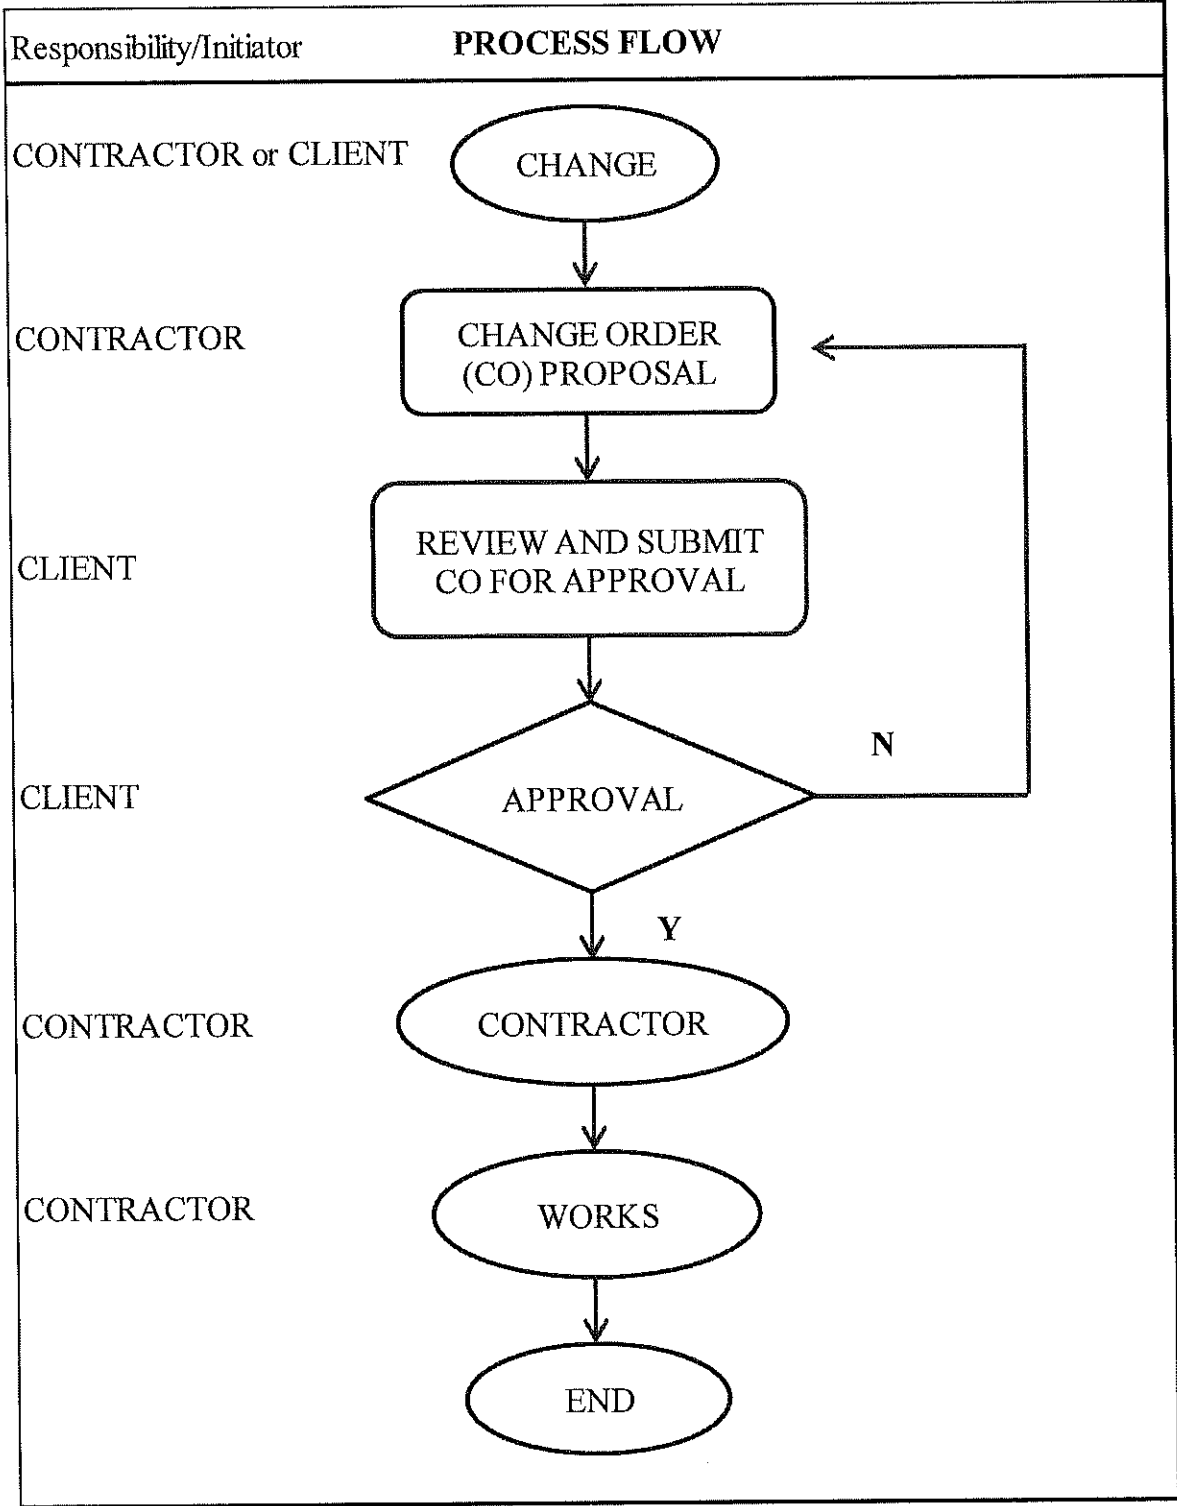 Responsibility/Initiator PROCESS FLOW
CONTRACTOR or CLIENT
CHANGE
CONTRACTOR
CHANGE ORDER
(CO) PROPOSAL
CLIENT
REVIEW AND SUBMIT
CO FOR APPROVAL
N
CLIENT
APPROVAL
Y
CONTRACTOR
CONTRACTOR
CONTRACTOR
WORKS
END